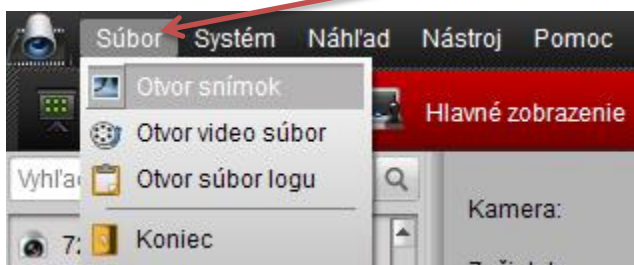 Súbor Systém Náhľad Nástroj Pomoc
Otvor snímok
Hlavné zobrazenie
Otvor video súbor
Otvor súbor logu
Kamera:
Koniec